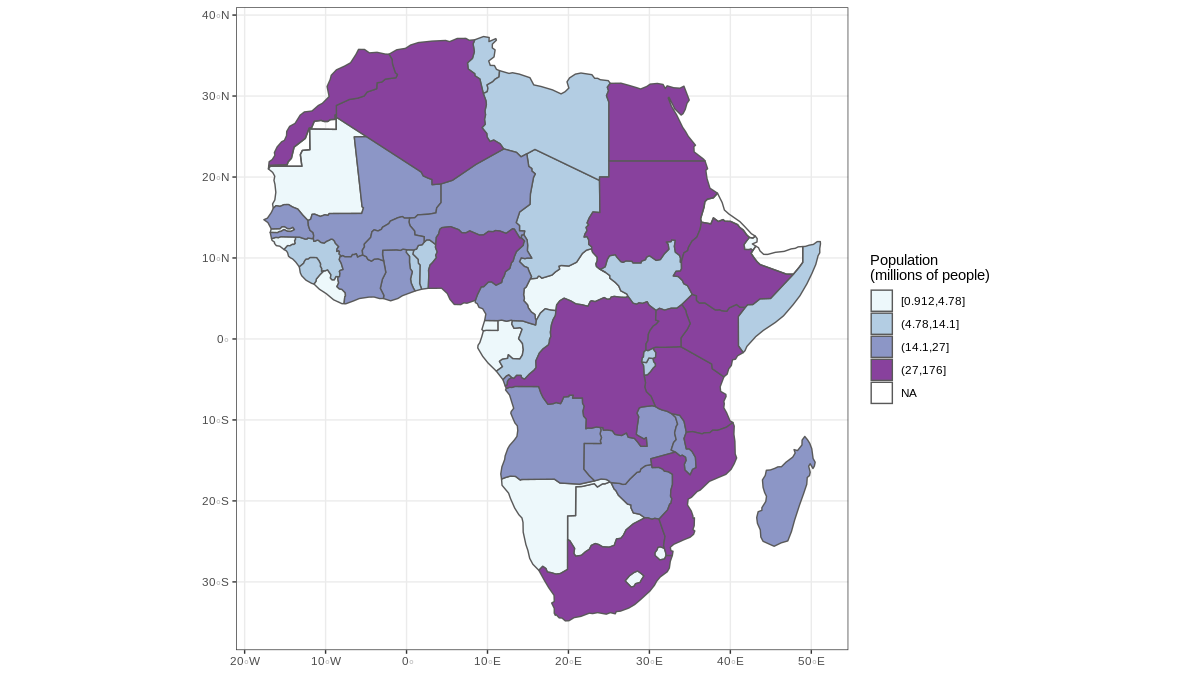 40°N
30°N
20°N
10°N
0°
10°S
20°S
30°S
20°W 10°W 0° 10°E 20°E 30°E 40°E 50°E
Population
(millions of people)
[0.912,4.78]
(4.78,14.1]
(14.1,27]
(27,176]
NA